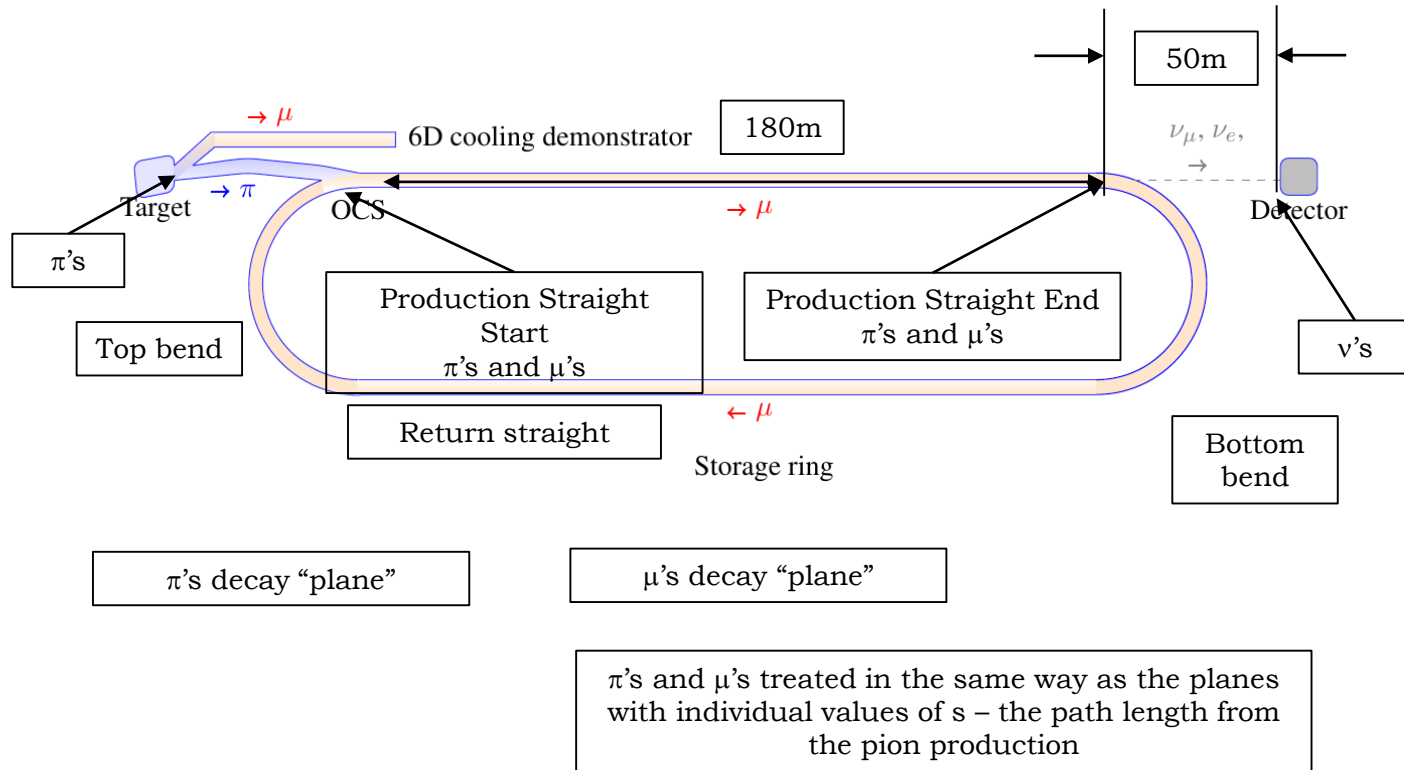 50m
→ μ
6D cooling demonstrator
180m
ν_μ, ν_e,
→
→ π
Target
OCS
→ μ
Detector
π's
Production Straight
Start
π's and μ's
Production Straight End
π's and μ's
ν's
Top bend
← μ
Return straight
Storage ring
Bottom
bend
π's decay “plane”
μ's decay “plane”
π's and μ's treated in the same way as the planes
with individual values of s – the path length from
the pion production